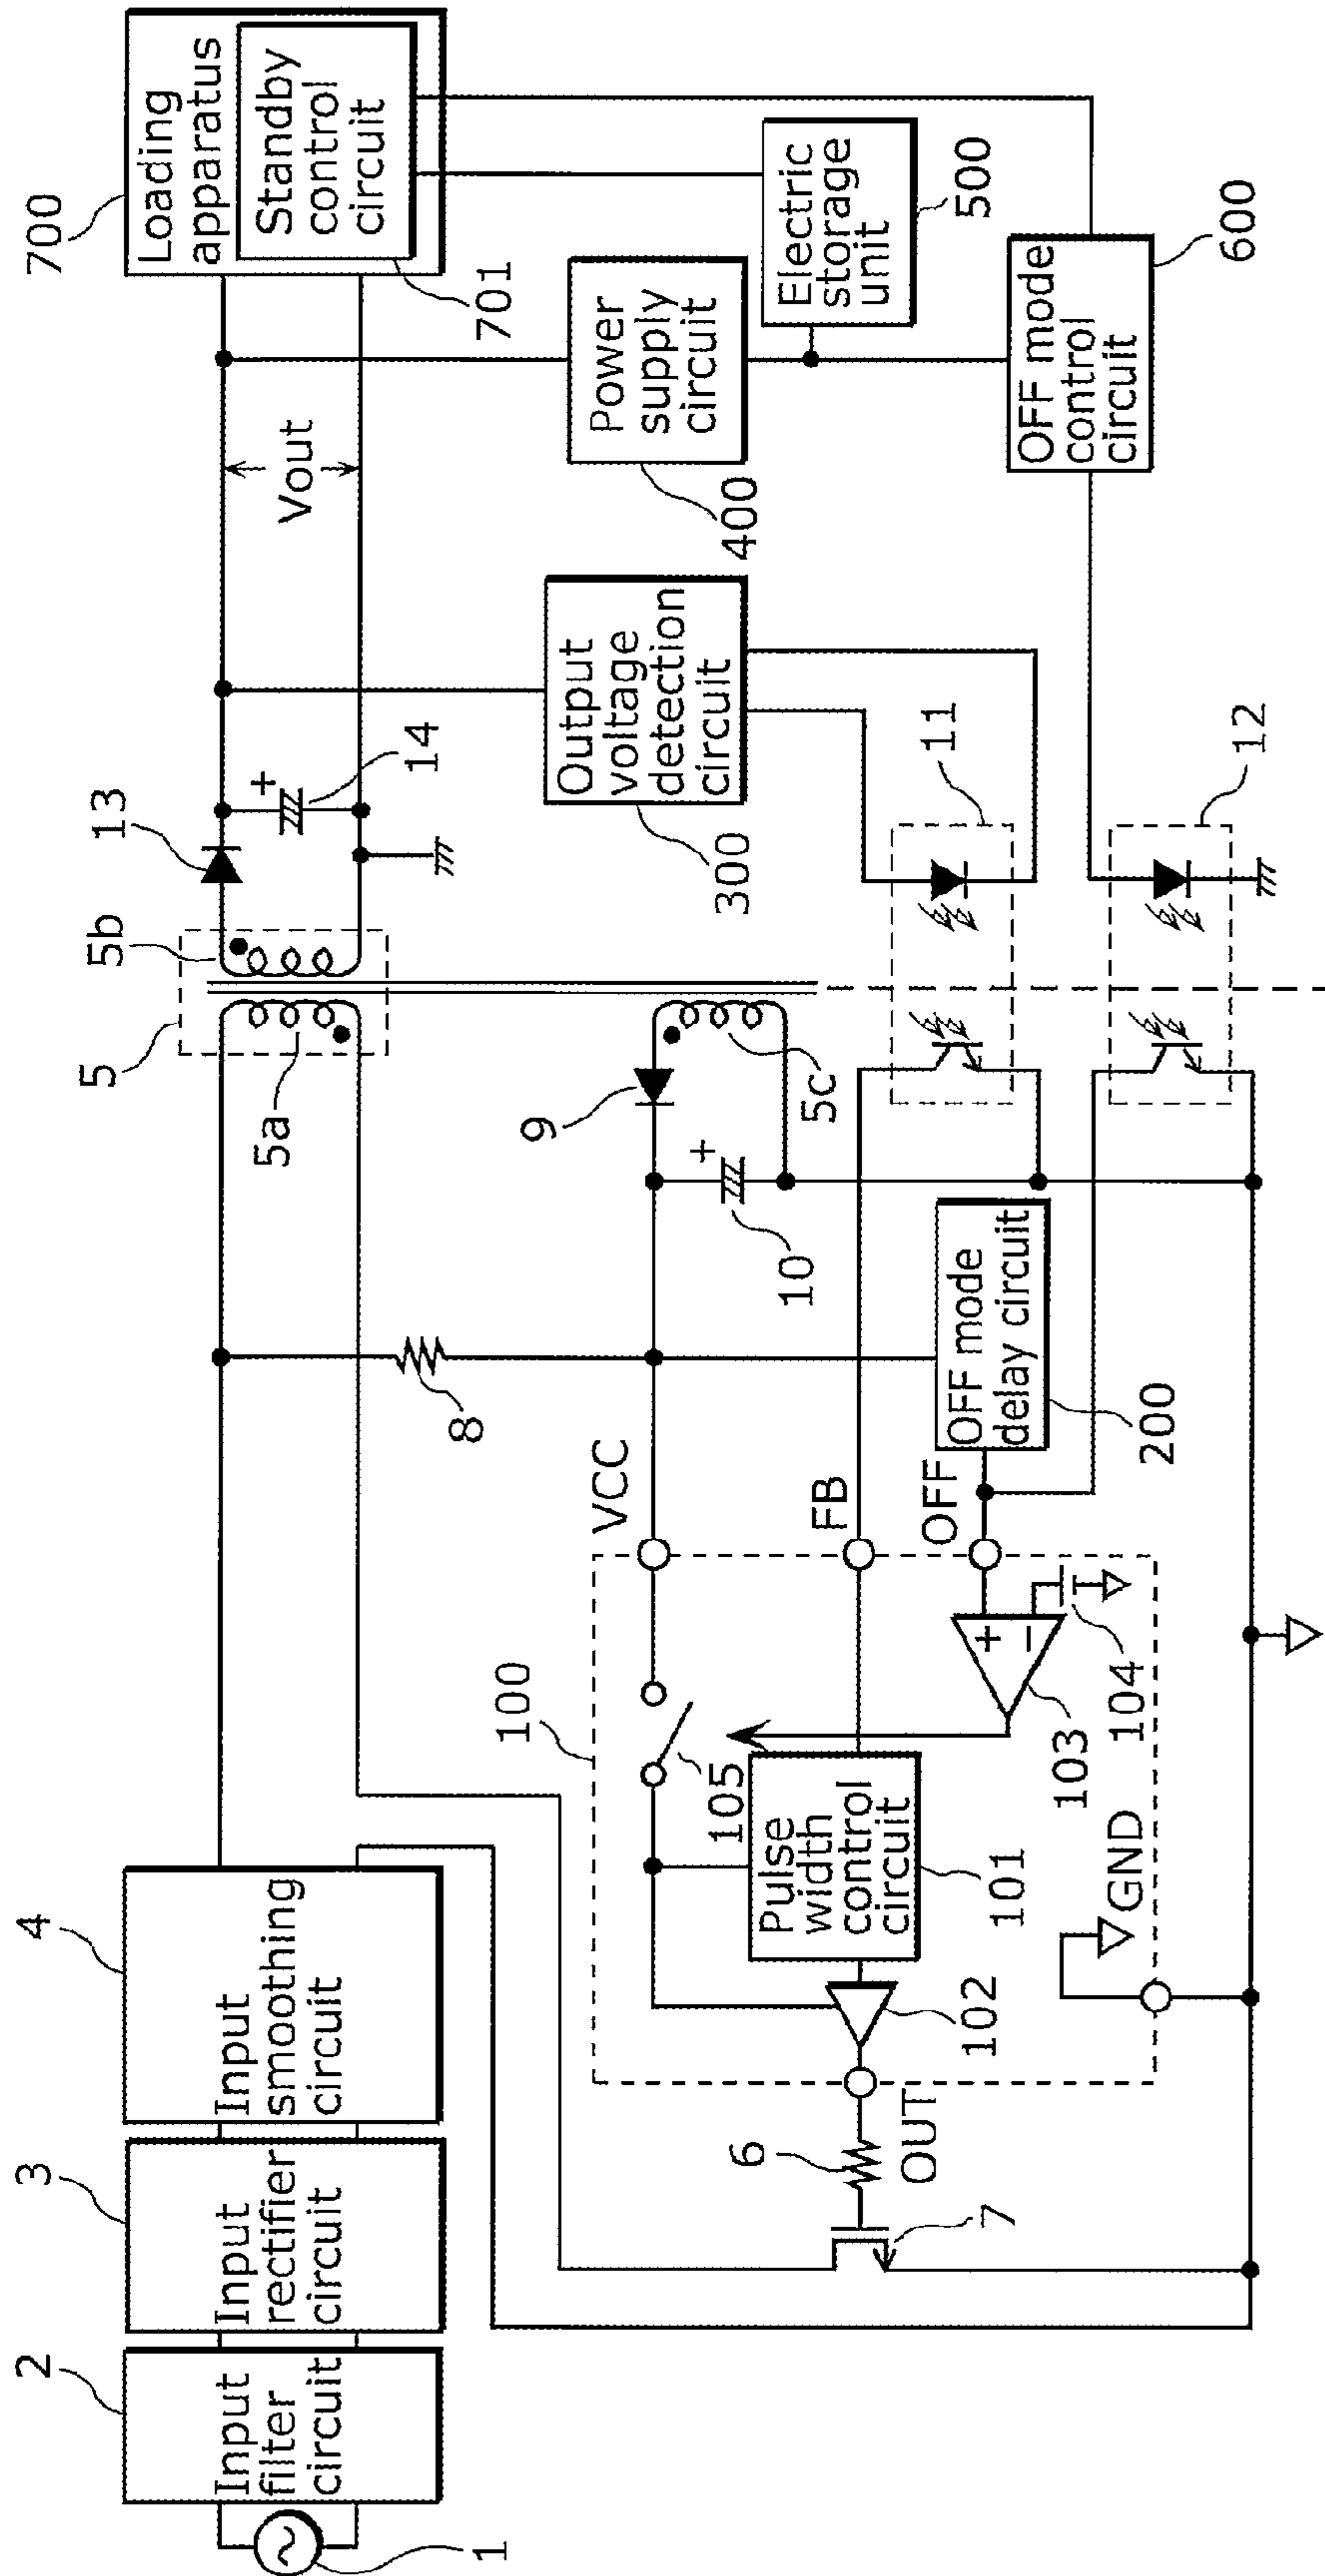 1
2
Input
filter
circuit
3
Input
rectifier
circuit
4
Input
smoothing
circuit
5
5a
5b
13
+
14
Vout
700
Loading
apparatus
Standby
control
circuit
701
8
9
+
10
5c
300
Output
voltage
detection
circuit
400
Power
supply
circuit
Electric
storage
unit
500
100
VCC
105
FB
OFF
OFF mode
delay circuit
200
11
12
OFF mode
control
circuit
600
6
OUT
7
102
Pulse
width
control
circuit
101
+
−
103
104
GND